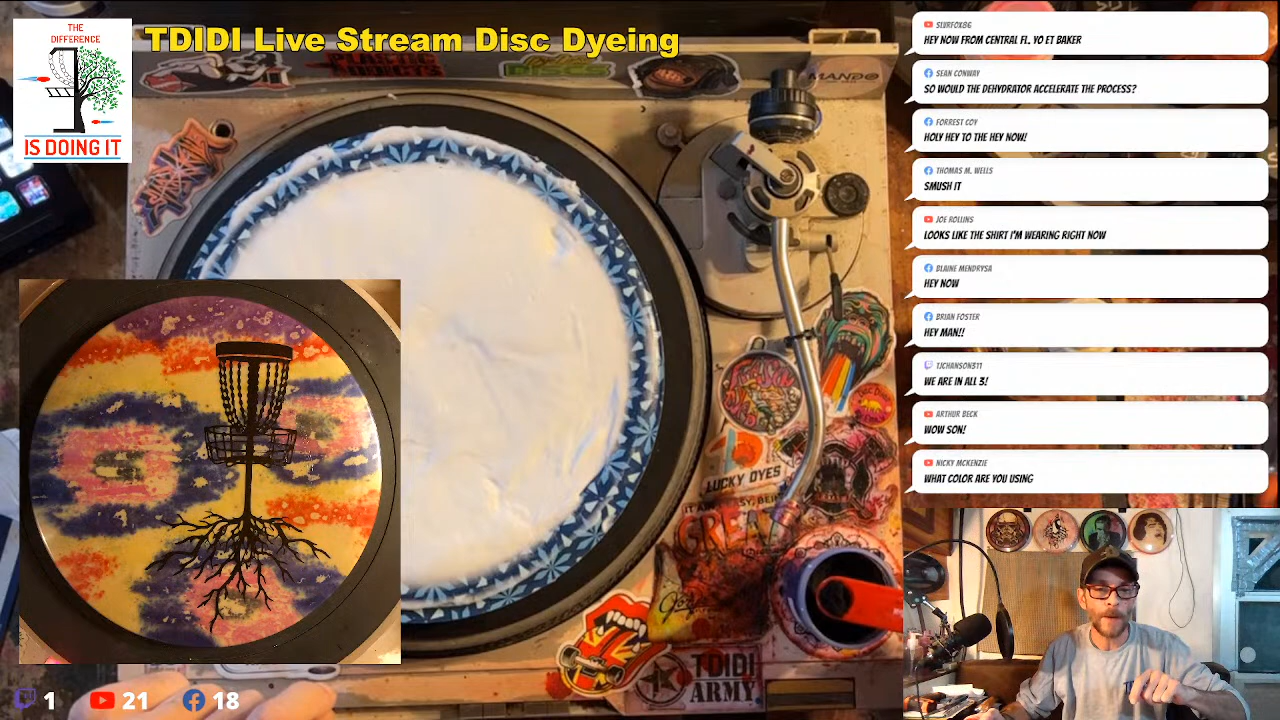 THE
DIFFERENCE
IS DOING IT
TDIDI Live Stream Disc Dyeing
MANDO
LUCKY DYES
GREAT
TDIDI
ARMY
SLVRFOX86
HEY NOW FROM CENTRAL FL. YO ET BAKER
SEAN CONWAY
SO WOULD THE DEHYDRATOR ACCELERATE THE PROCESS?
FORREST COY
HOLY HEY TO THE HEY NOW!
THOMAS M. WELLS
SMUSH IT
JOE ROLLINS
LOOKS LIKE THE SHIRT I'M WEARING RIGHT NOW
BLAINE MENDRYSA
HEY NOW
BRIAN FOSTER
HEY MAN!!
1JCHANSON311
WE ARE IN ALL 3!
ARTHUR BECK
WOW SON!
NICKY MCKENZIE
WHAT COLOR ARE YOU USING
1 21 18